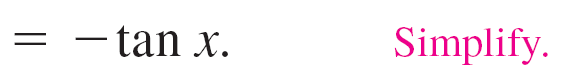 = −tan x. Simplify.